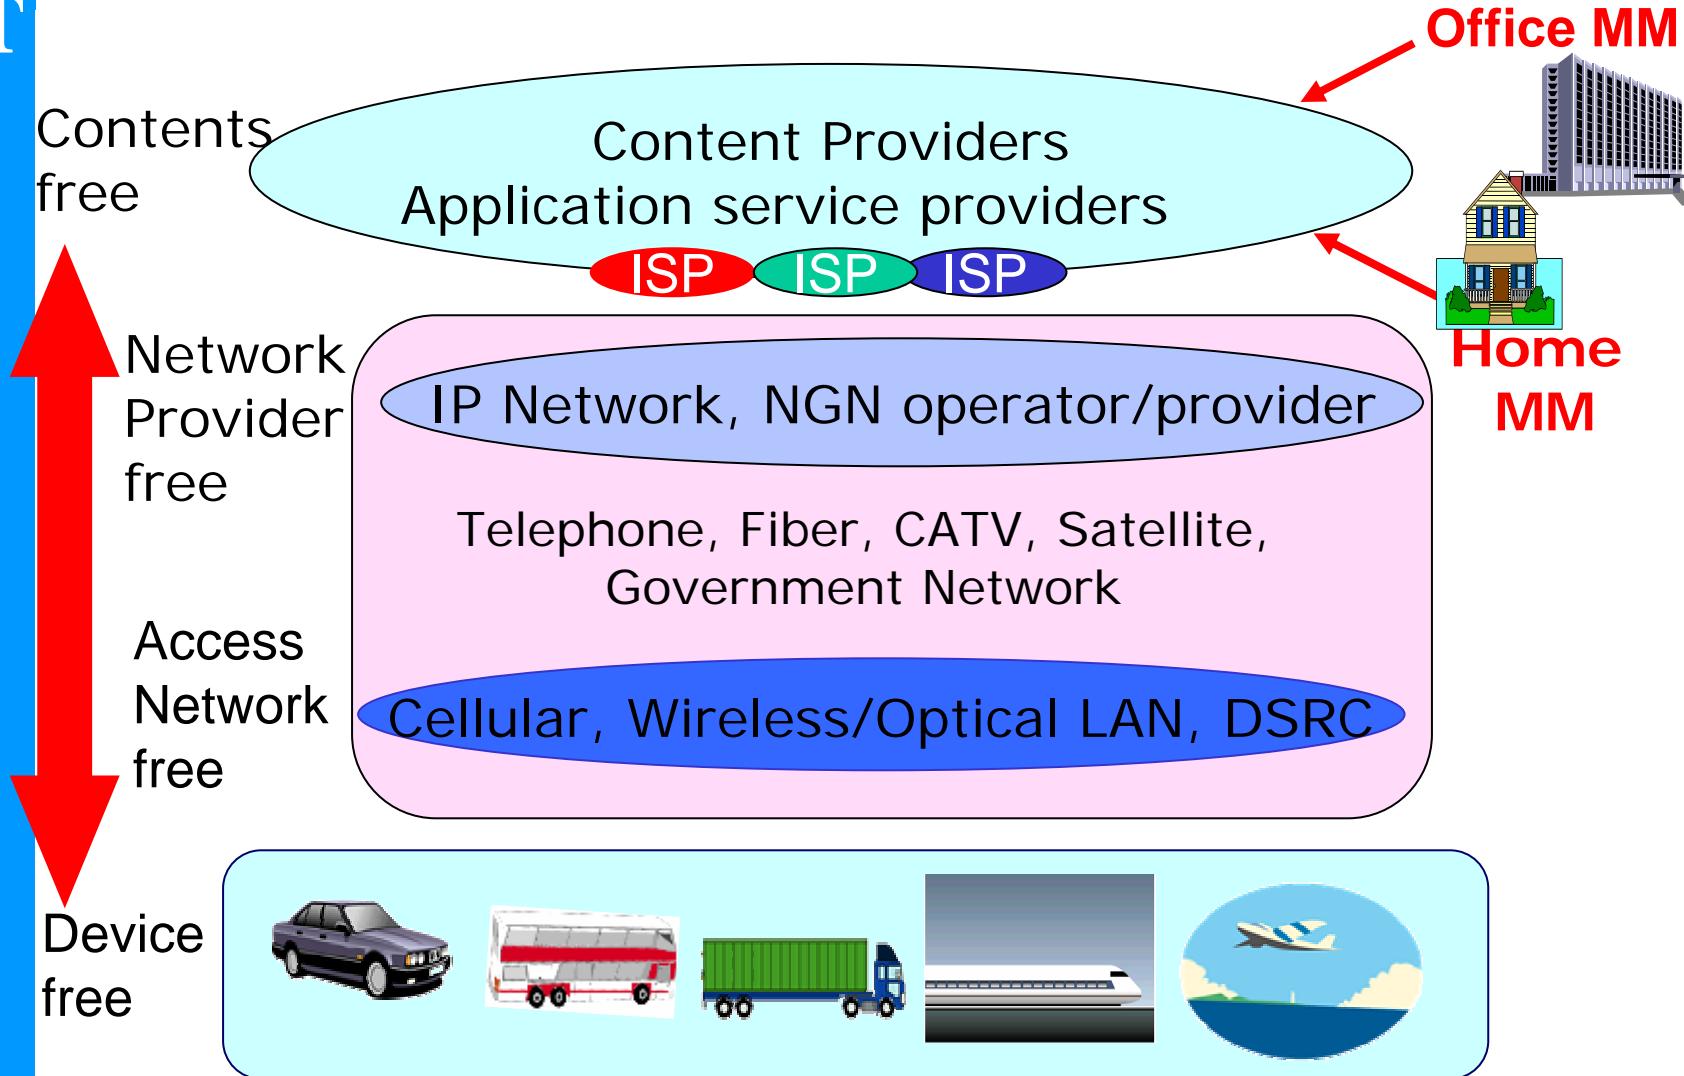 Office MM
Contents
free
Content Providers
Application service providers
ISP ISP ISP
Home
MM
Network
Provider
free
IP Network, NGN operator/provider
Telephone, Fiber, CATV, Satellite,
Government Network
Access
Network
free
Cellular, Wireless/Optical LAN, DSRC
Device
free